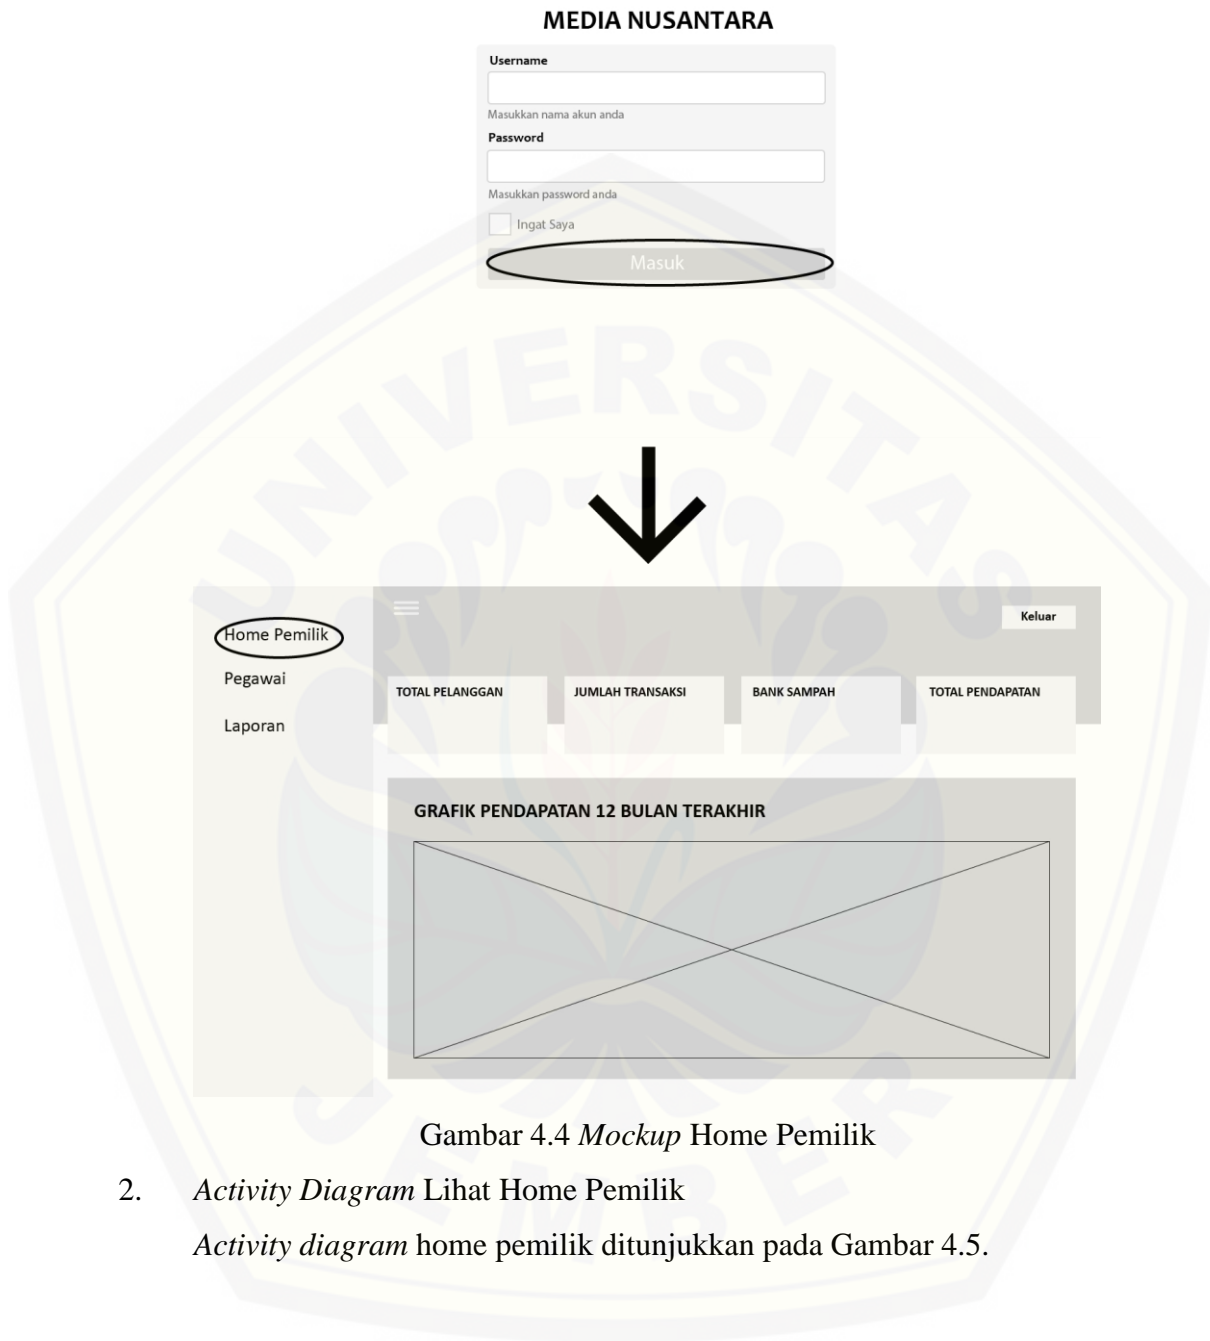 MEDIA NUSANTARA
Username
Masukkan nama akun anda
Password
Masukkan password anda
Ingat Saya
Masuk
UNIVERSITAS
Home Pemilik
Pegawai
Laporan
Keluar
TOTAL PELANGGAN
JUMLAH TRANSAKSI
BANK SAMPAH
TOTAL PENDAPATAN
GRAFIK PENDAPATAN 12 BULAN TERAKHIR
JEMBER
Gambar 4.4 Mockup Home Pemilik
2. Activity Diagram Lihat Home Pemilik
Activity diagram home pemilik ditunjukkan pada Gambar 4.5.